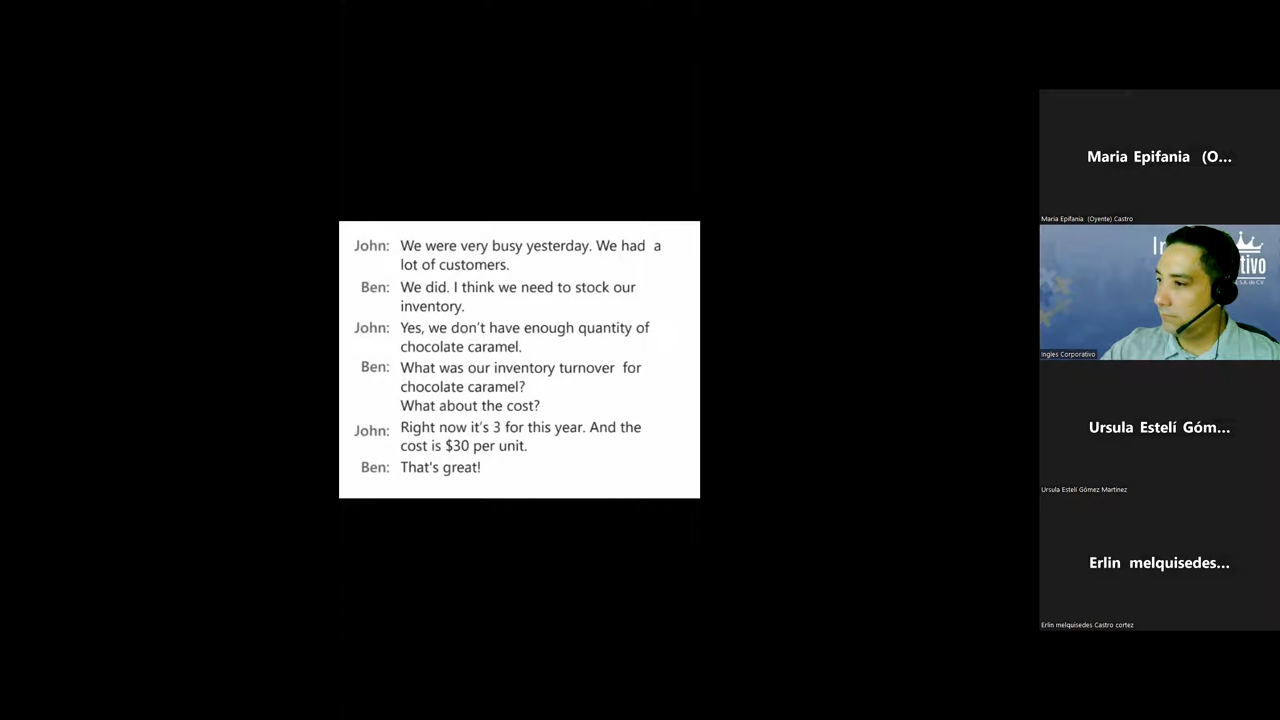 John: We were very busy yesterday. We had a
lot of customers.
Ben: We did. I think we need to stock our
inventory.
John: Yes, we don't have enough quantity of
chocolate caramel.
Ben: What was our inventory turnover for
chocolate caramel?
What about the cost?
John: Right now it's 3 for this year. And the
cost is $30 per unit.
Ben: That's great!
Maria Epifania (O...
Maria Epifania (Oyente) Castro
In
tivo
S.A. de C.V.
Ingles Corporativo
Ursula Estelí Góm...
Ursula Estelí Gómez Martinez
Erlin melquisedes...
Erlin melquisedes Castro cortez